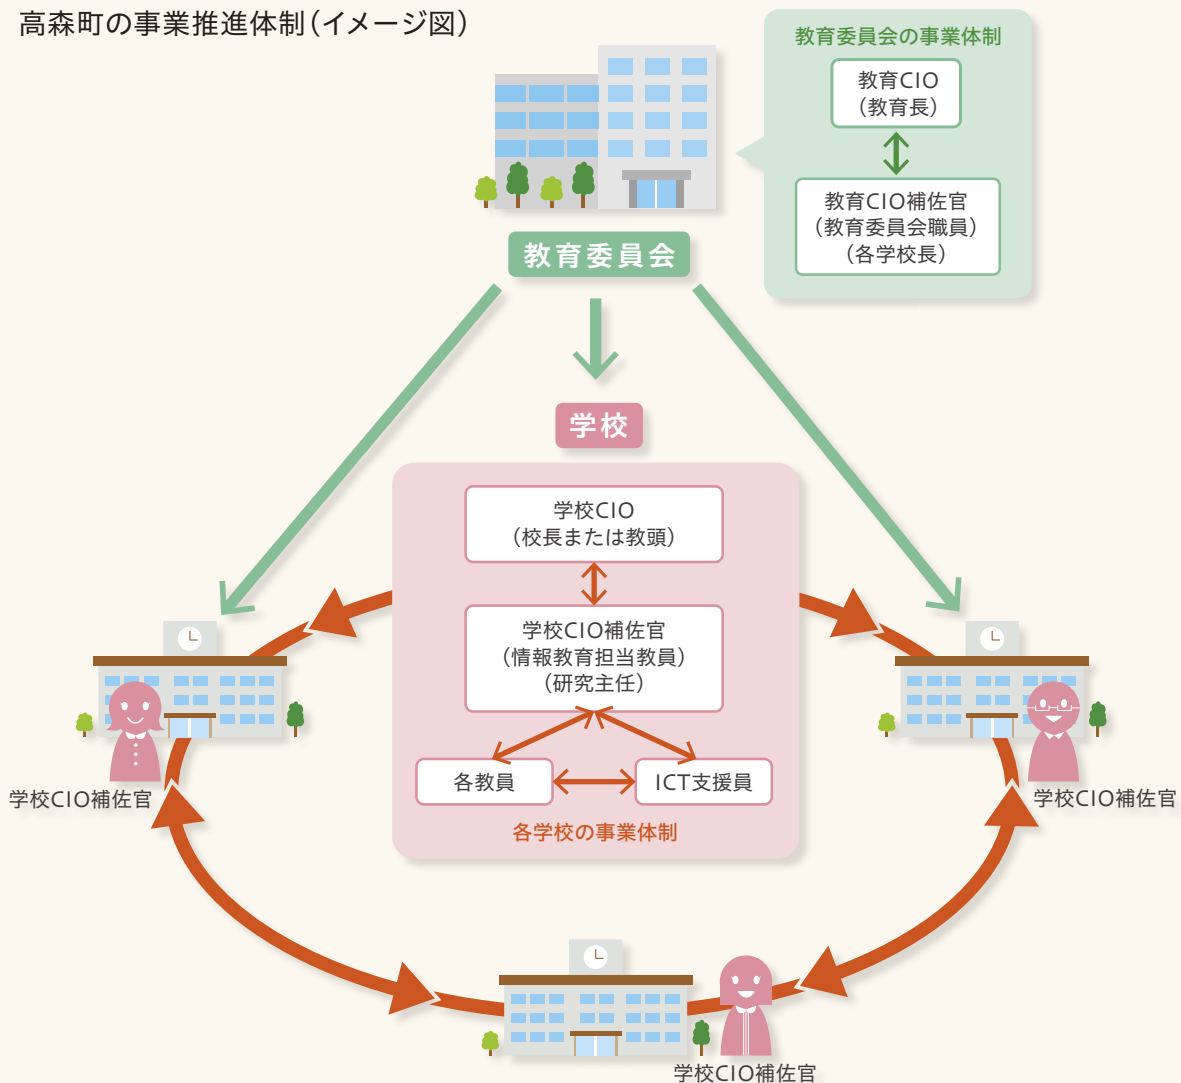 高森町の事業推進体制（イメージ図）
教育委員会の事業体制
教育CIO
（教育長）
教育CIO補佐官
（教育委員会職員）
（各学校長）
教育委員会
学校
学校CIO
（校長または教頭）
学校CIO補佐官
（情報教育担当教員）
（研究主任）
各教員
ICT支援員
各学校の事業体制
学校CIO補佐官
学校CIO補佐官
学校CIO補佐官